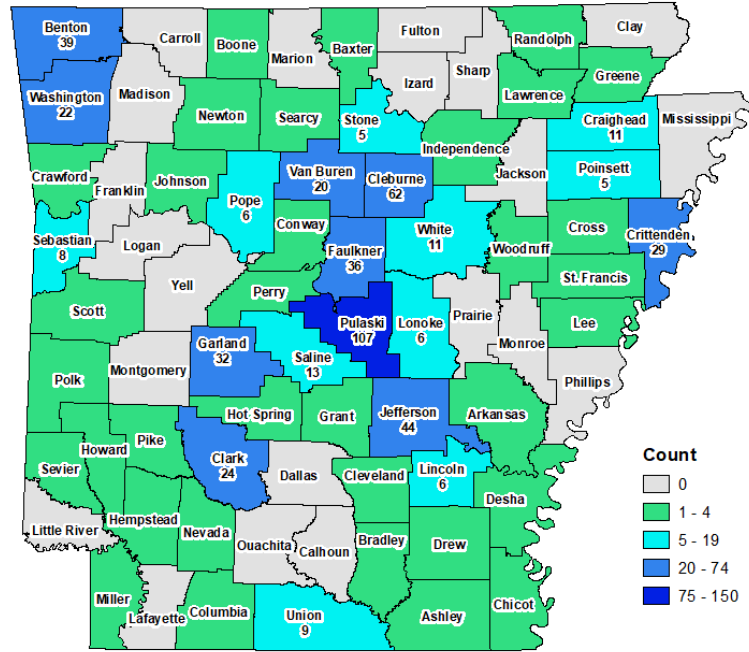 Benton
39
Carroll
Boone
Marion
Baxter
Fulton
Randolph
Clay
Washington
22
Madison
Newton
Searcy
Stone
5
Izard
Sharp
Lawrence
Greene
Craighead
11
Mississippi
Crawford
Franklin
Johnson
Pope
6
Van Buren
20
Cleburne
62
Independence
Jackson
Poinsett
5
Sebastian
8
Logan
Conway
Faulkner
36
White
11
Woodruff
Cross
Crittenden
29
St. Francis
Scott
Yell
Perry
Pulaski
107
Lonoke
6
Prairie
Monroe
Lee
Phillips
Polk
Montgomery
Garland
32
Saline
13
Hot Spring
Grant
Jefferson
44
Arkansas
Sevier
Howard
Pike
Clark
24
Dallas
Cleveland
Lincoln
6
Desha
Little River
Hempstead
Nevada
Ouachita
Calhoun
Bradley
Drew
Miller
Lafayette
Columbia
Union
9
Ashley
Chicot
Count
0
1 - 4
5 - 19
20 - 74
75 - 150